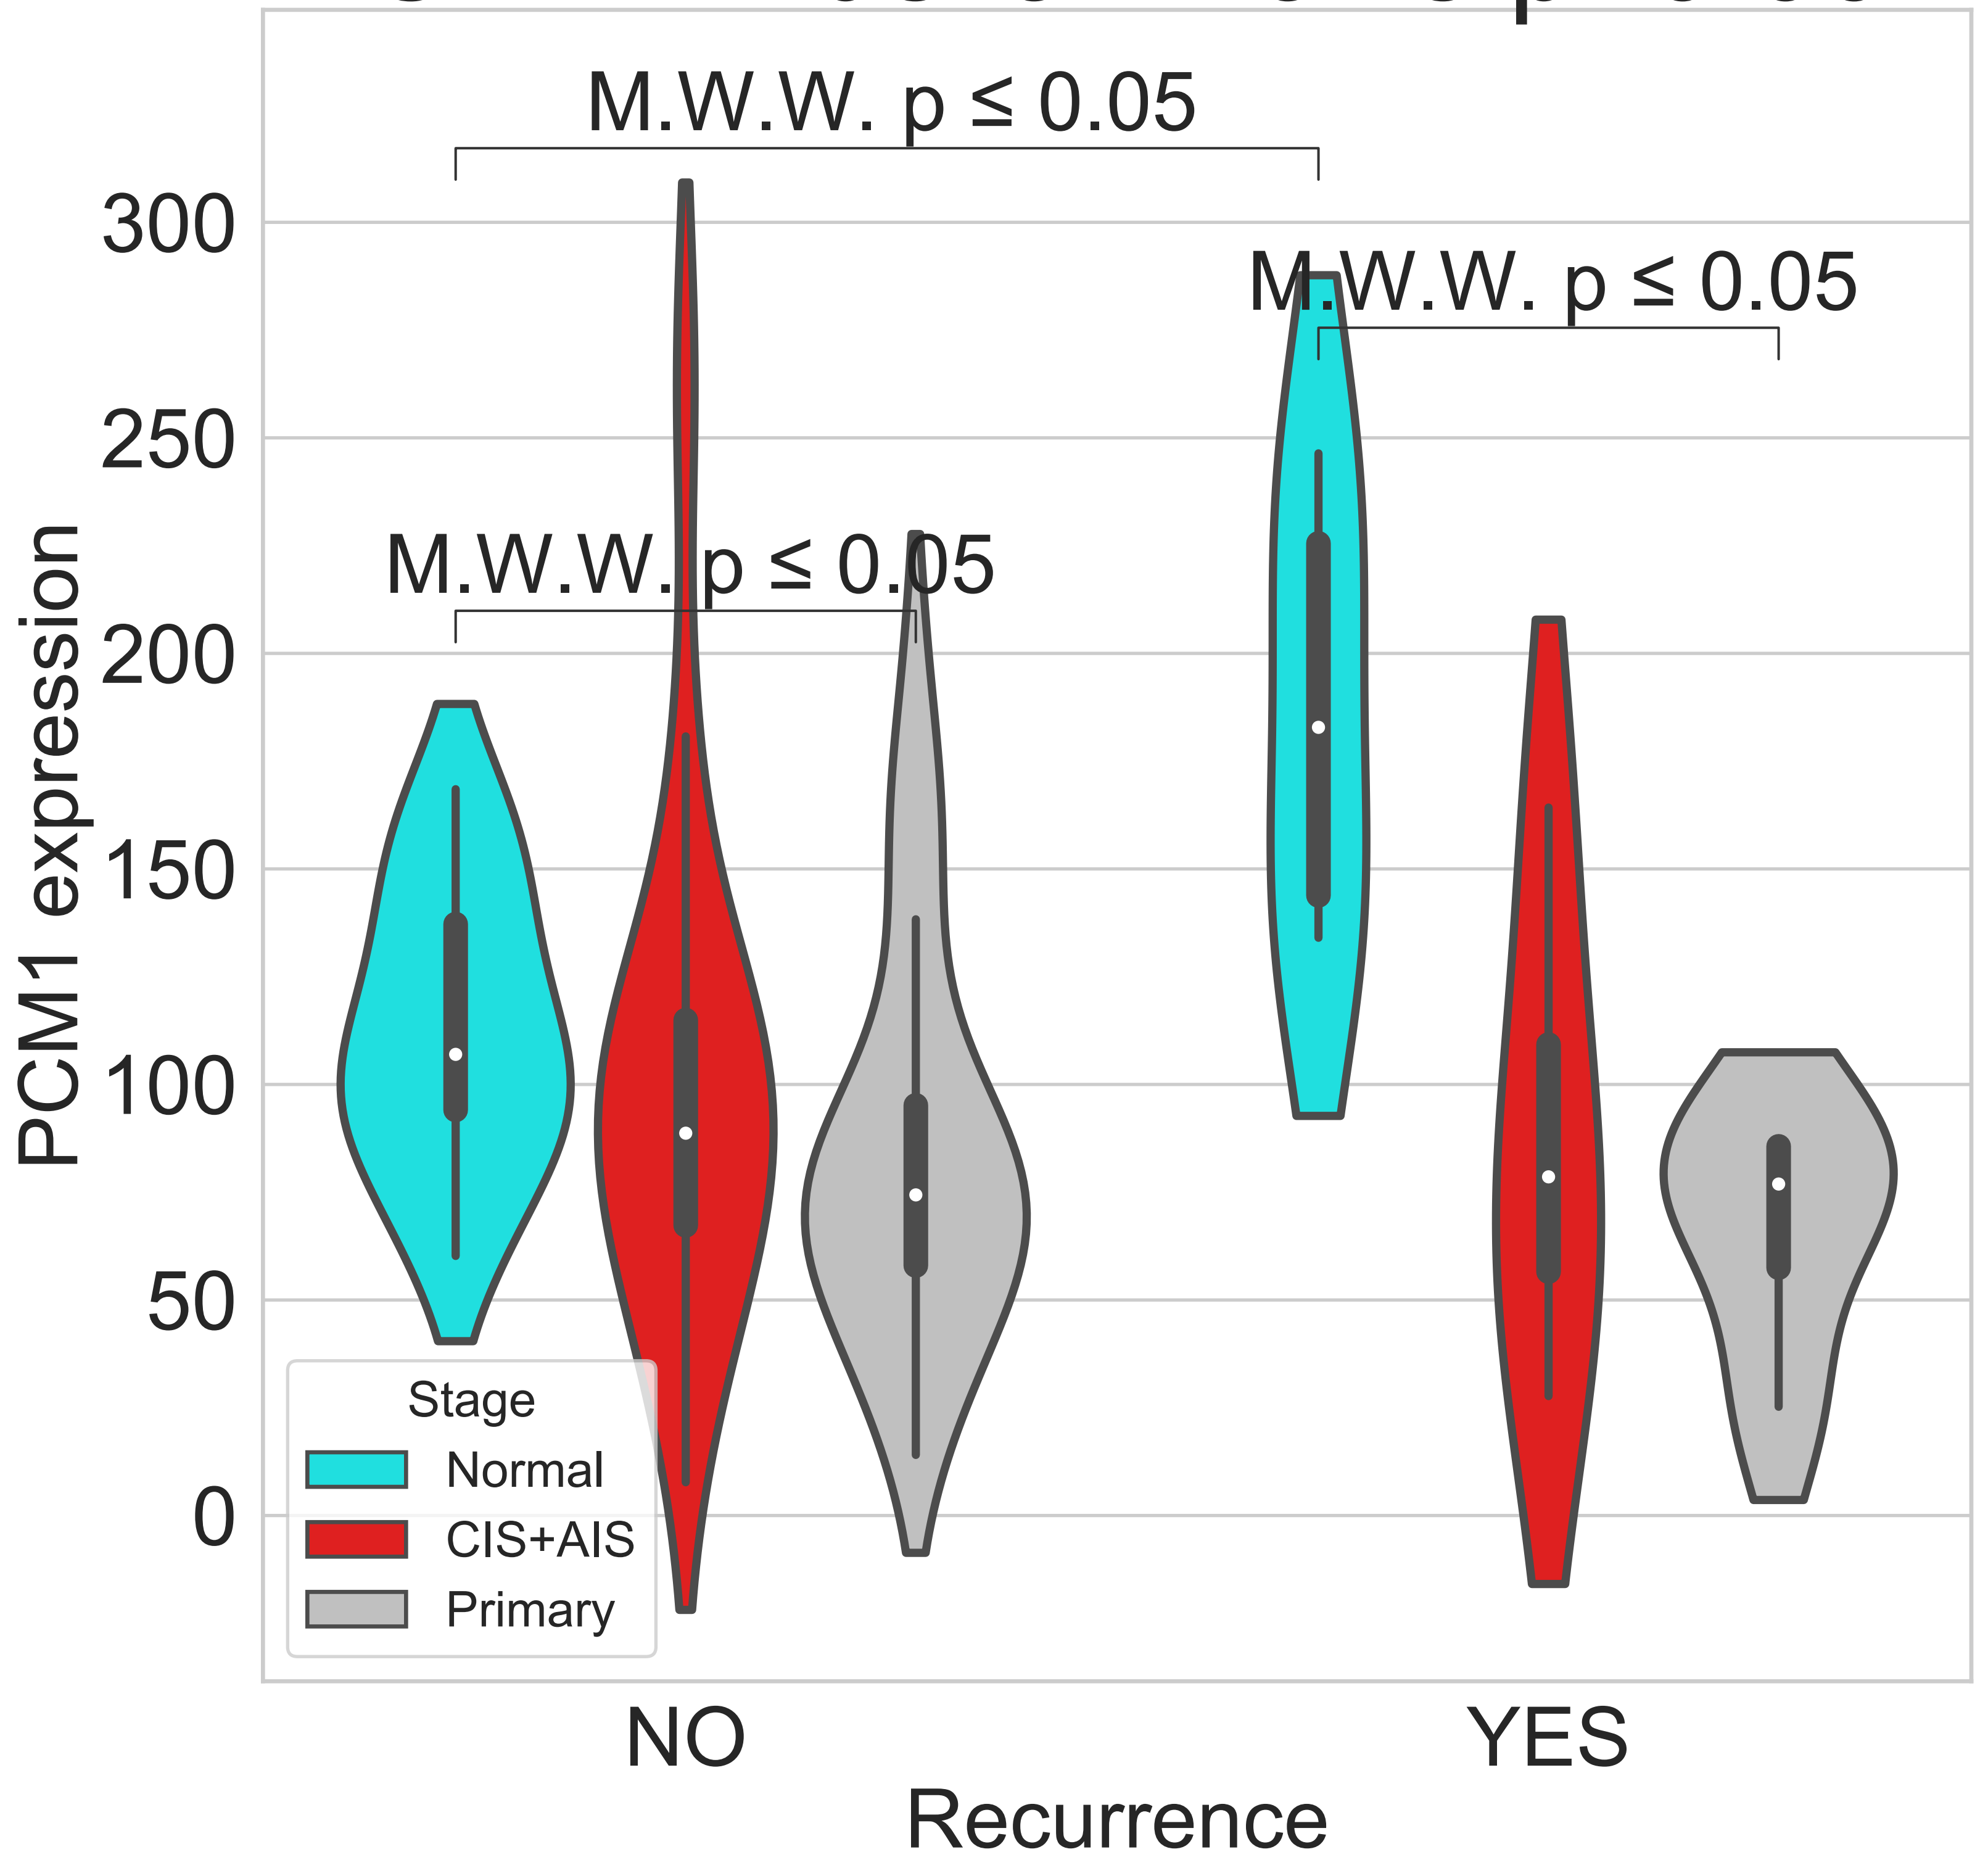 M.W.W. p ≤ 0.05
300
M.W.W. p ≤ 0.05
250
M.W.W. p ≤ 0.05
200
150
100
50
0
PCM1 expression
Stage
Normal
CIS+AIS
Primary
NO
YES
Recurrence